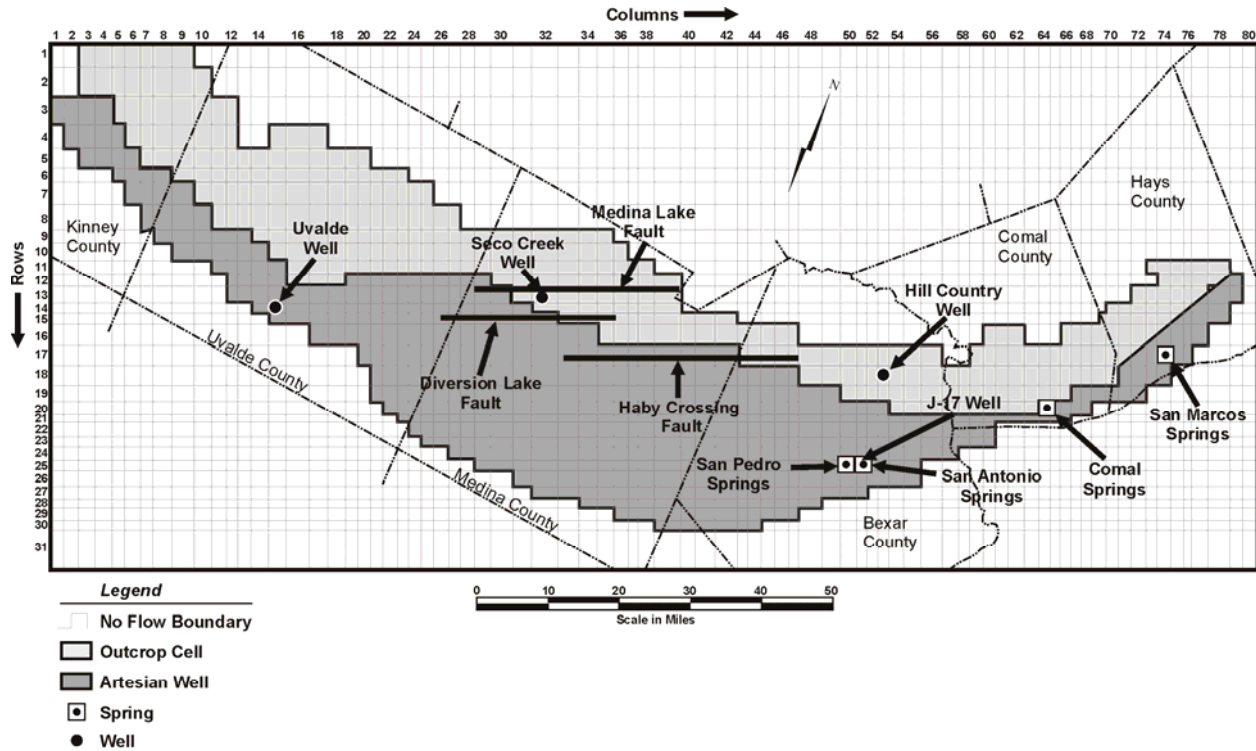 Columns
1 2 3 4 5 6 7 8 9 10 12 14 16 18 20 22 24 26 28 30 32 34 36 38 40 42 44 46 48 50 52 54 56 58 60 62 64 66 68 70 72 74 76 78 80
Rows
1
2
3
4
5
6
7
8
9
10
11
12
13
14
15
17
18
19
20
21
22
23
24
25
26
27
28
29
30
31
N
Kinney
County
Uvalde
Well
Seco Creek
Well
Medina Lake
Fault
Hays
County
Comal
County
Hill Country
Well
Uvalde County
Diversion Lake
Fault
Haby Crossing
Fault
J-17 Well
San Marcos
Springs
San Pedro
Springs
San Antonio
Springs
Comal
Springs
Medina County
Bexar
County
Legend
No Flow Boundary
Outcrop Cell
Artesian Well
Spring
Well
0 10 20 30 40 50
Scale in Miles